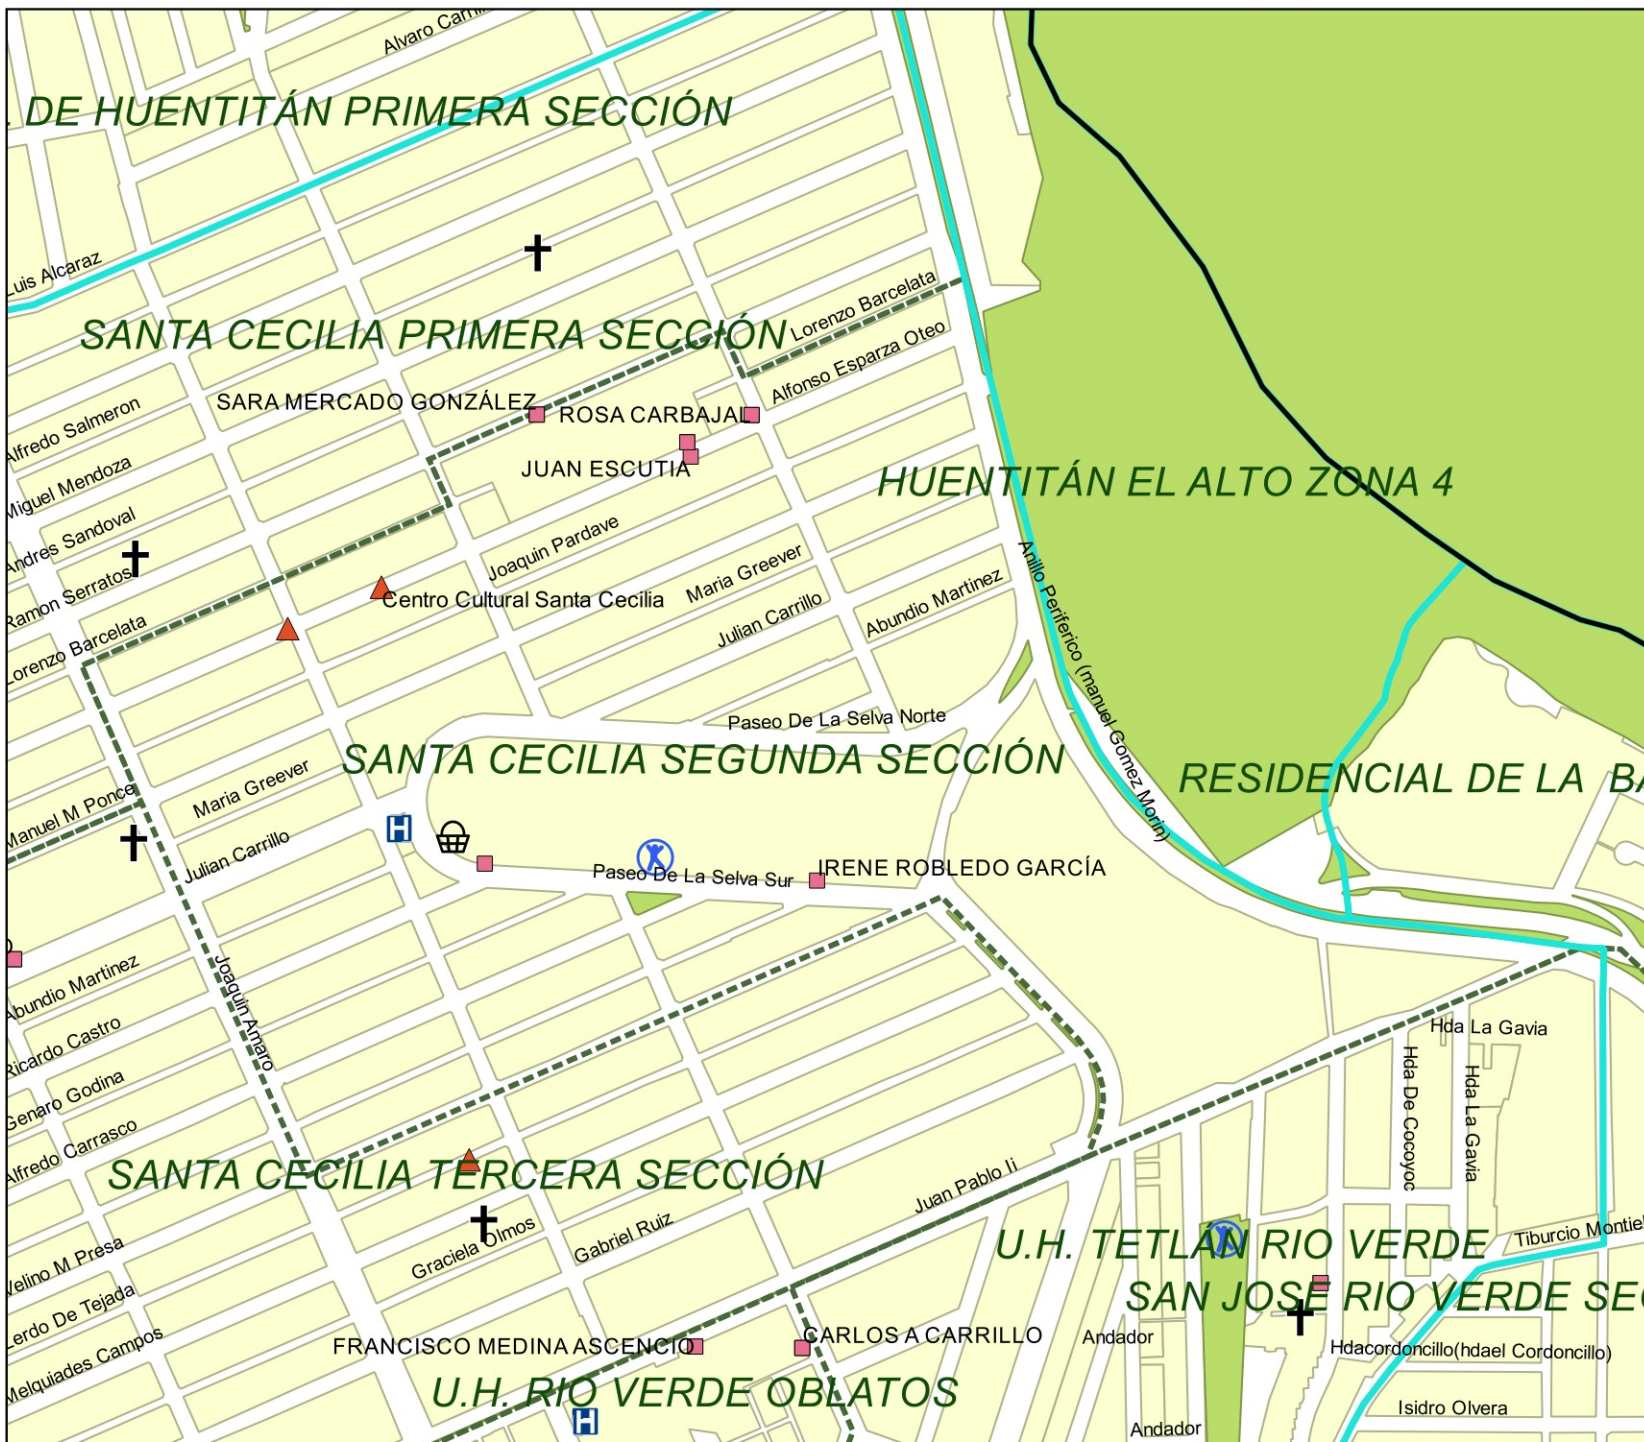 Alvaro
. DE HUENTITÁN PRIMERA SECCIÓN
Luis Alcaraz
Lorenzo Barcelata
SANTA CECILIA PRIMERA SECCIÓN
Alfonso Esparza Oteo
SARA MERCADO GONZÁLEZ
ROSA CARBAJAL
Alfredo Salmeron
JUAN ESCUTIA
Miguel Mendoza
HUENTITÁN EL ALTO ZONA 4
Andres Sandoval
Joaquin Pardave
Ramon Serratos
Maria Greever
Centro Cultural Santa Cecilia
Abundio Martinez
Julian Carrillo
Lorenzo Barcelata
Anillo Periferico (manuel Gomez Morin)
Paseo De La Selva Norte
SANTA CECILIA SEGUNDA SECCIÓN
RESIDENCIAL DE LA BA
Maria Greever
Manuel M Ponce
Julian Carrillo
Paseo De La Selva Sur
IRENE ROBLEDO GARCÍA
O
Abundio Martinez
Joaquin Amaro
Ricardo Castro
Hda La Gavia
Genaro Godina
Hda De Cocoyoc
Hda La Gavia
Alfredo Carrasco
SANTA CECILIA TERCERA SECCIÓN
Juan Pablo Ii
Graciela Olmos
Gabriel Ruiz
Velino M Presa
U.H. TETLÁN RIO VERDE
Tiburcio Montiel
SAN JOSE RIO VERDE SEC
Lerdo De Tejada
FRANCISCO MEDINA ASCENCIO
CARLOS A CARRILLO
Andador
Hdacordoncillo(hdael Cordoncillo)
Melquiades Campos
U.H. RIO VERDE OBLATOS
H
H
Isidro Olvera
Andador